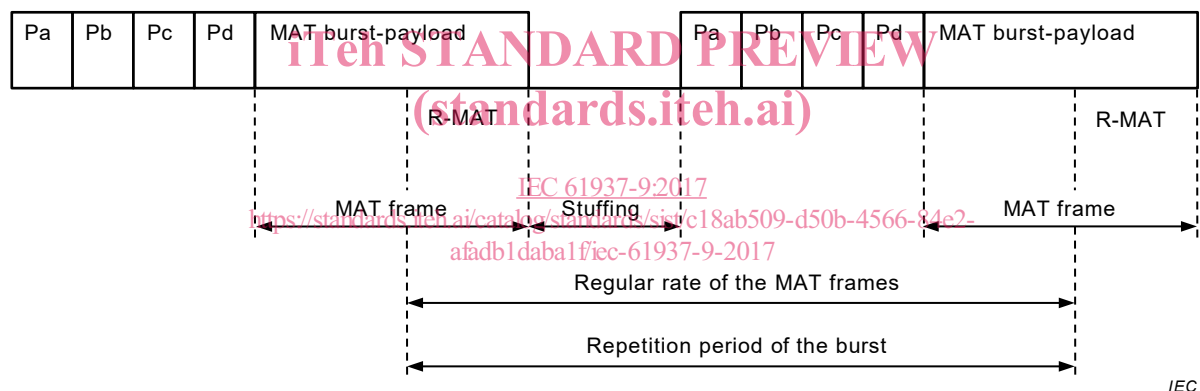 Pa Pb Pc Pd MAT burst-payload Pa Pb Pc Pd MAT burst-payload
iTeh STANDARD PREVIEW
(standards.iteh.ai)
R-MAT R-MAT
IEC 61937-9:2017
MAT frame Stuffing MAT frame
https://standards.iteh.ai/catalog/standards/sist/c18ab509-d50b-4566-84e2-
afadb1daba1f/iec-61937-9-2017
Regular rate of the MAT frames
Repetition period of the burst
IEC